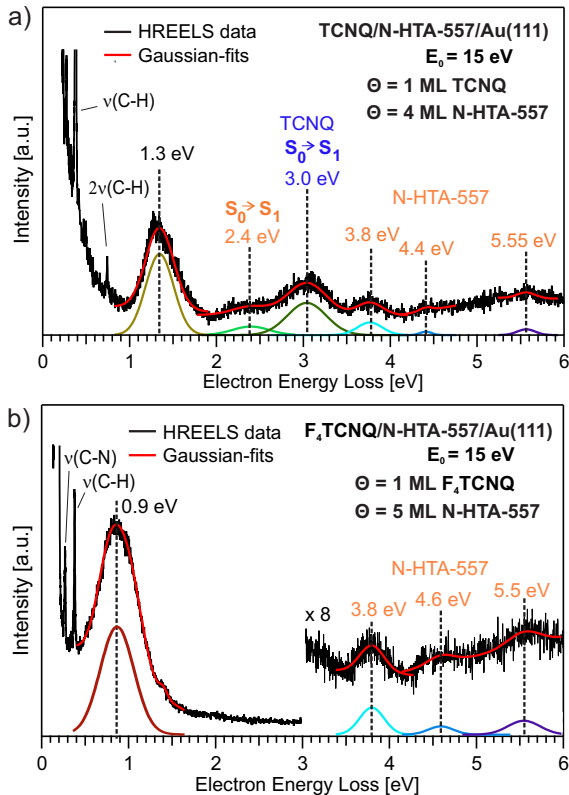 a)
HREELS data
Gaussian-fits
TCNQ/N-HTA-557/Au(111)
E₀ = 15 eV
Θ = 1 ML TCNQ
Θ = 4 ML N-HTA-557
ν(C-H)
2ν(C-H)
1.3 eV
TCNQ
S₀→S₁
3.0 eV
S₀→S₁
2.4 eV
N-HTA-557
3.8 eV
4.4 eV
5.55 eV
Intensity [a.u.]
0 1 2 3 4 5 6
Electron Energy Loss [eV]
b)
HREELS data
Gaussian-fits
F₄TCNQ/N-HTA-557/Au(111)
E₀ = 15 eV
Θ = 1 ML F₄TCNQ
Θ = 5 ML N-HTA-557
ν(C-N)
ν(C-H)
0.9 eV
N-HTA-557
x 8
3.8 eV
4.6 eV
5.5 eV
Intensity [a.u.]
0 1 2 3 4 5 6
Electron Energy Loss [eV]